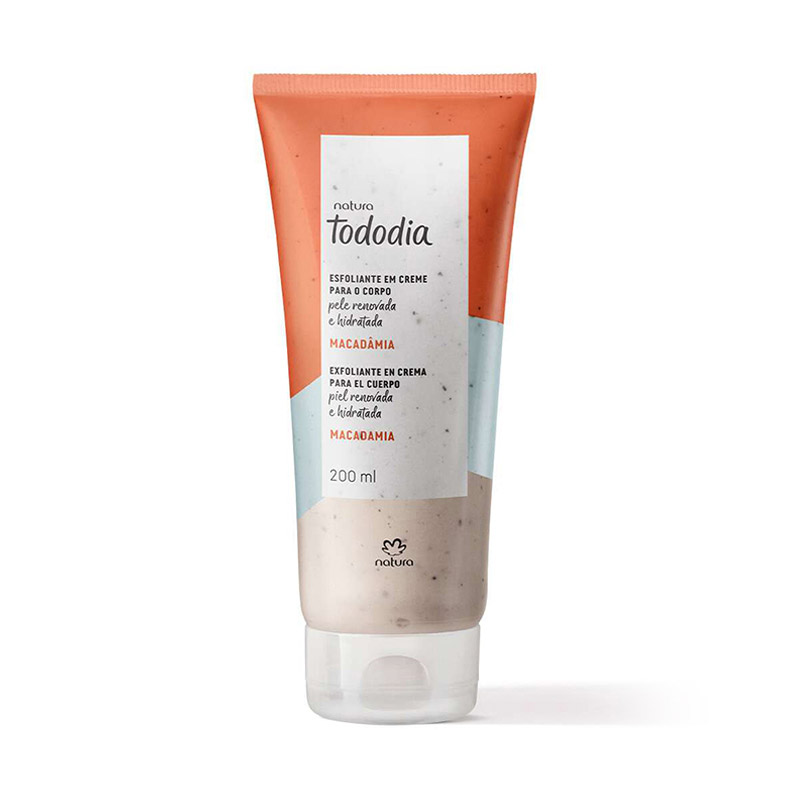 natura
tododia
ESFOLIANTE EM CREME
PARA O CORPO
pele renovada
e hidratada
MACADÂMIA
EXFOLIANTE EN CREMA
PARA EL CUERPO
piel renovada
e hidratada
MACADAMIA
200 ml
natura